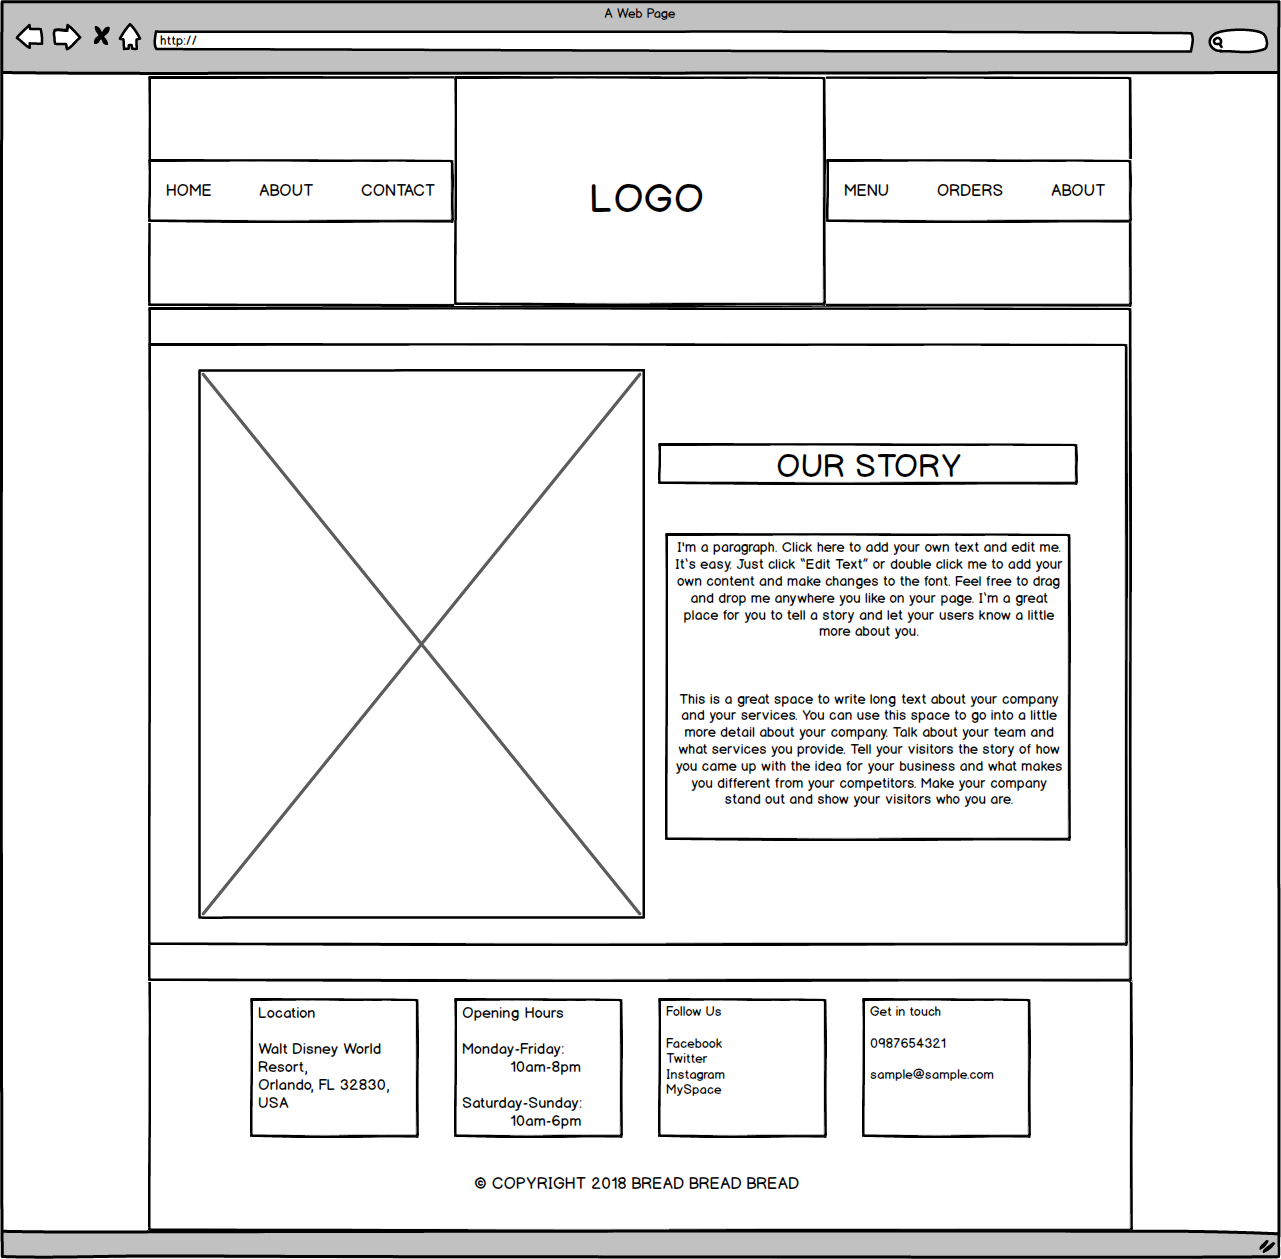 A Web Page
http://
HOME ABOUT CONTACT
LOGO
MENU ORDERS ABOUT
OUR STORY
I'm a paragraph. Click here to add your own text and edit me.
It's easy. Just click “Edit Text” or double click me to add your
own content and make changes to the font. Feel free to drag
and drop me anywhere you like on your page. I'm a great
place for you to tell a story and let your users know a little
more about you.
This is a great space to write long text about your company
and your services. You can use this space to go into a little
more detail about your company. Talk about your team and
what services you provide. Tell your visitors the story of how
you came up with the idea for your business and what makes
you different from your competitors. Make your company
stand out and show your visitors who you are.
Location
Walt Disney World
Resort,
Orlando, FL 32830,
USA
Opening Hours
Monday-Friday:
10am-8pm
Saturday-Sunday:
10am-6pm
Follow Us
Facebook
Twitter
Instagram
MySpace
Get in touch
0987654321
sample@sample.com
© COPYRIGHT 2018 BREAD BREAD BREAD